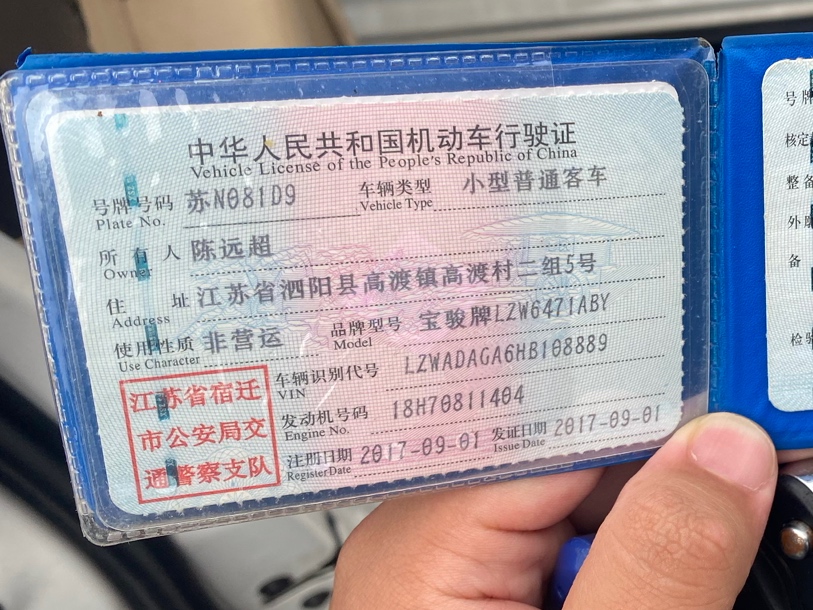 中华人民共和国机动车行驶证
Vehicle License of the People's Republic of China
号牌号码 苏N081D9 车辆类型 小型普通客车
Plate No. Vehicle Type
所有人 陈远超
Owner
住址 江苏省泗阳县高渡镇高渡村二组5号
Address
使用性质 非营运 品牌型号 宝骏牌LZW6471ABY
Use Character Model
车辆识别代号 LZWADAGA6HB108889
VIN
发动机号码 18H70811404
Engine No.
注册日期 2017-09-01 发证日期 2017-09-01
Register Date Issue Date
江苏省宿迁
市公安局交
通警察支队
号牌
核定
整备
外廓
备
检验